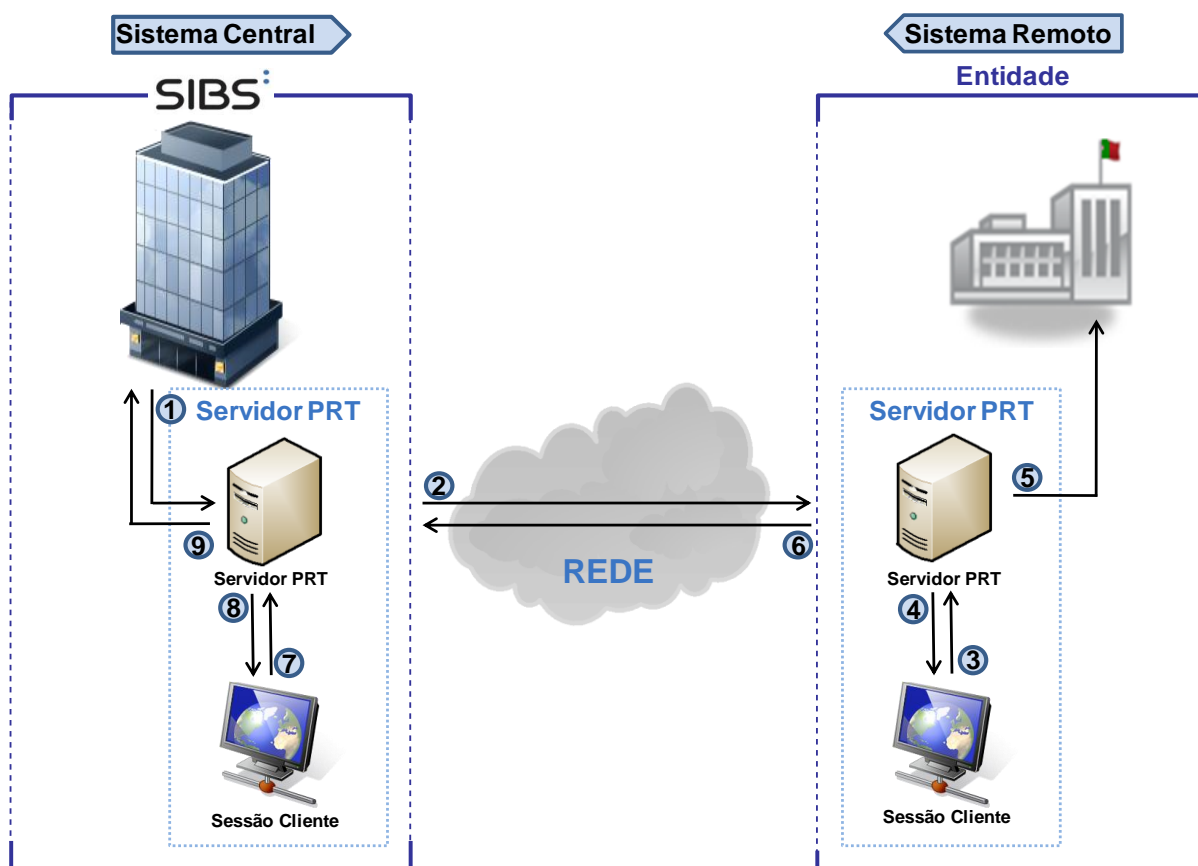 Sistema Central
Sistema Remoto
Entidade
SIBS
1
Servidor PRT
Servidor PRT
2
5
9
6
REDE
Servidor PRT
Servidor PRT
8
4
7
3
Sessão Cliente
Sessão Cliente